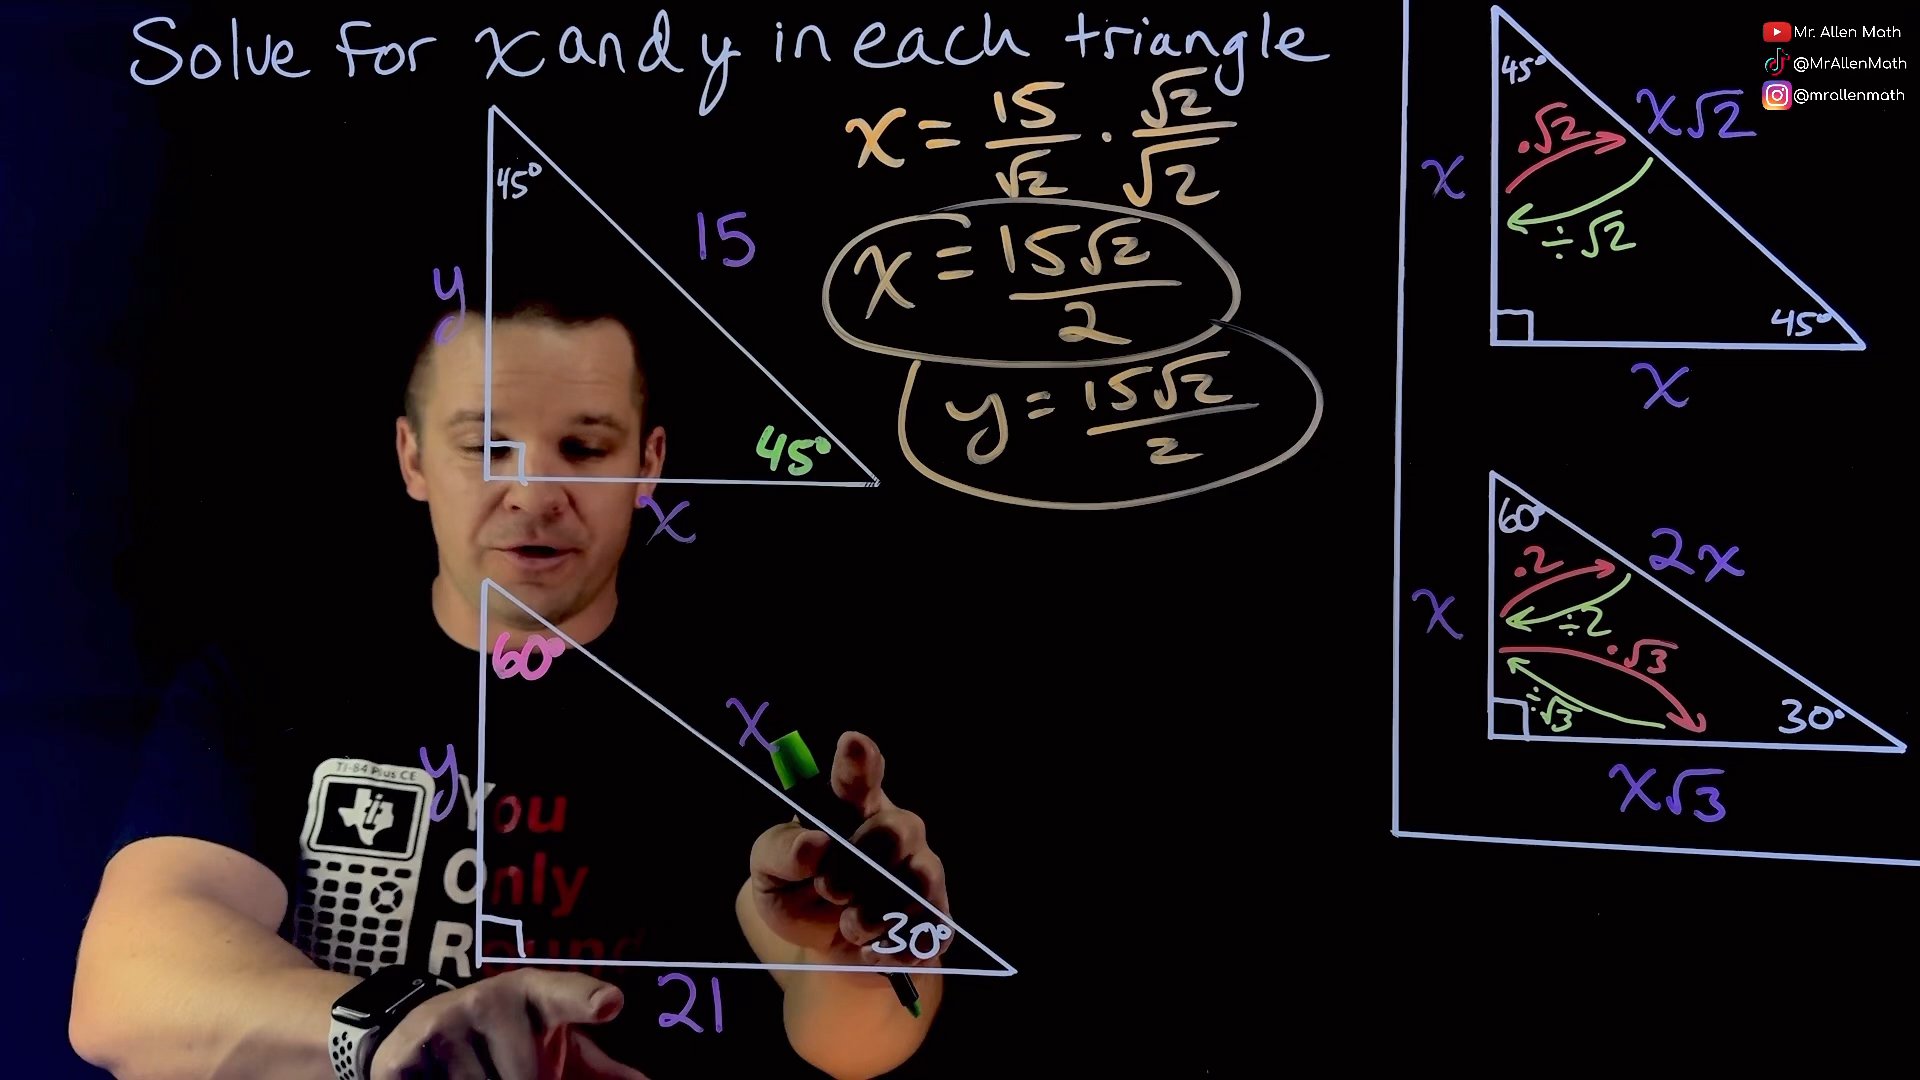 Solve for x and y in each triangle
45°
15
y
45°
x
x = 15/√2 · √2/√2
x = 15√2/2
y = 15√2/2
60°
x
y
30°
21
TI-84 Plus CE
You
Only
Round
45°
x√2
·√2
x
÷√2
45°
x
60°
2x
·2
x
÷2
·√3
÷√3
30°
x√3
Mr. Allen Math
@MrAllenMath
@mrallenmath